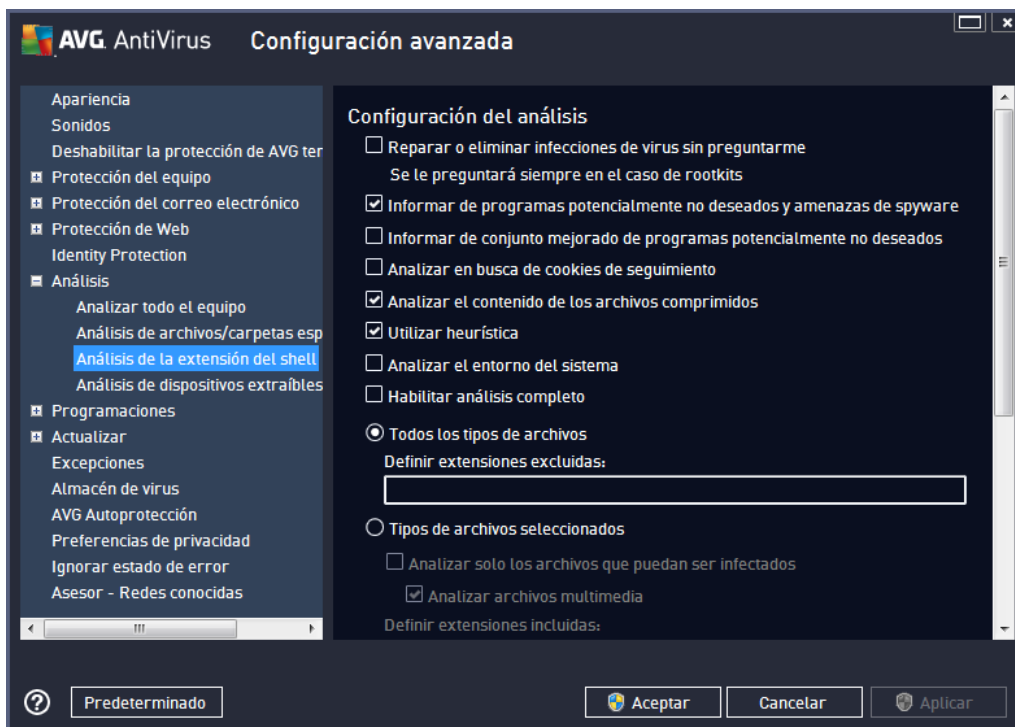 AVG. AntiVirus Configuración avanzada
Apariencia
Sonidos
Deshabilitar la protección de AVG ter
Protección del equipo
Protección del correo electrónico
Protección de Web
Identity Protection
Análisis
Analizar todo el equipo
Análisis de archivos/carpetas esp
Análisis de la extensión del shell
Análisis de dispositivos extraíbles
Programaciones
Actualizar
Excepciones
Almacén de virus
AVG Autoprotección
Preferencias de privacidad
Ignorar estado de error
Asesor - Redes conocidas
Configuración del análisis
Reparar o eliminar infecciones de virus sin preguntarme
Se le preguntará siempre en el caso de rootkits
Informar de programas potencialmente no deseados y amenazas de spyware
Informar de conjunto mejorado de programas potencialmente no deseados
Analizar en busca de cookies de seguimiento
Analizar el contenido de los archivos comprimidos
Utilizar heurística
Analizar el entorno del sistema
Habilitar análisis completo
Todos los tipos de archivos
Definir extensiones excluidas:
Tipos de archivos seleccionados
Analizar solo los archivos que puedan ser infectados
Analizar archivos multimedia
Definir extensiones incluidas:
Predeterminado
Aceptar
Cancelar
Aplicar